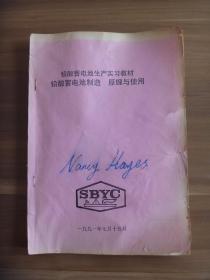 铅酸蓄电池生产实习教材
铅酸蓄电池制造 原理与使用
Nancy Hayes
SBYC
一九九一年七月十五日